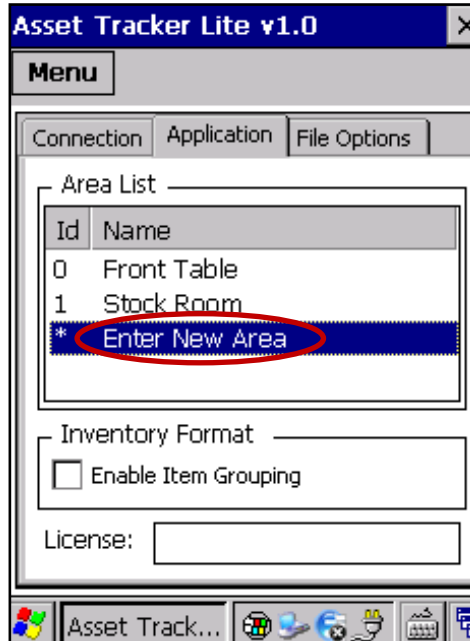 Asset Tracker Lite v1.0
Menu
Connection Application File Options
Area List
Id Name
0 Front Table
1 Stock Room
* Enter New Area
Inventory Format
Enable Item Grouping
License:
Asset Track...